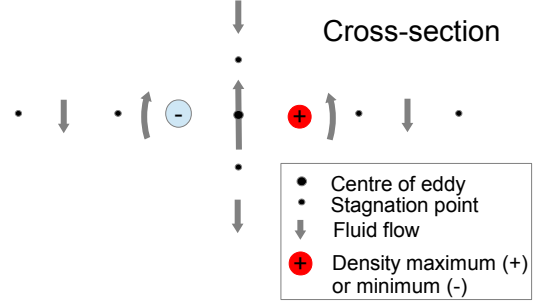 Cross-section
-
+
Centre of eddy
Stagnation point
Fluid flow
+
Density maximum (+)
or minimum (-)